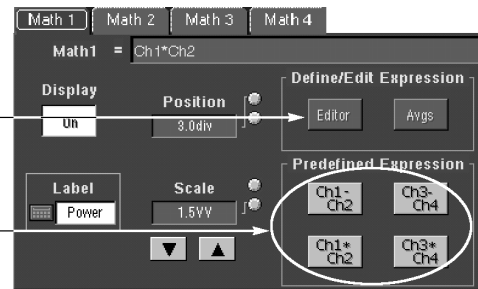 Math 1 Math 2 Math 3 Math 4
Math1 = Ch1*Ch2
Display
On
Position
3.0div
Define/Edit Expression
Editor Avgs
Label
Power
Scale
1.5VV
Predefined Expression
Ch1-
Ch2
Ch3-
Ch4
Ch1*
Ch2
Ch3*
Ch4